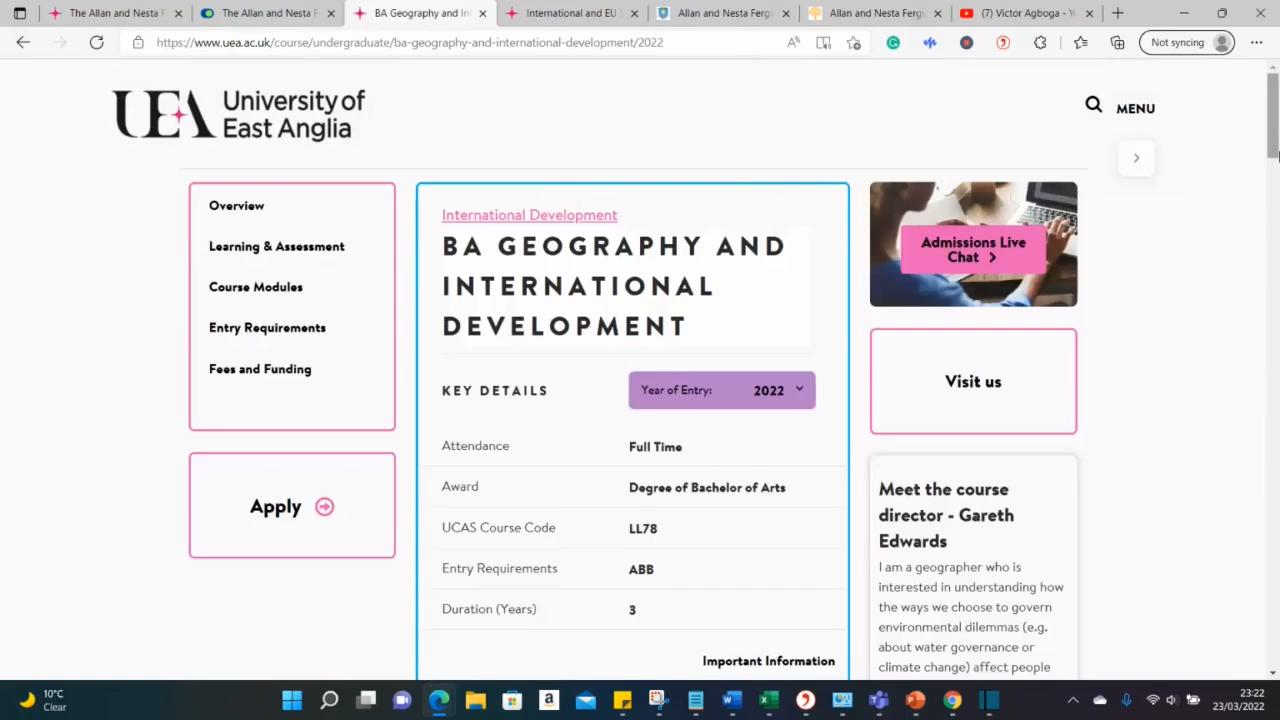 The Allan and Nesta F
The Allan and Nesta F
BA Geography and Int
International and EU S
Allan and Nesta Fergu
Allan and Nesta Fergu
(7) Victor Agboga - Y
https://www.uea.ac.uk/course/undergraduate/ba-geography-and-international-development/2022
Not syncing
UEA University of
East Anglia
MENU
Overview
Learning & Assessment
Course Modules
Entry Requirements
Fees and Funding
Apply
International Development
BA GEOGRAPHY AND
INTERNATIONAL
DEVELOPMENT
KEY DETAILS
Year of Entry: 2022
Attendance Full Time
Award Degree of Bachelor of Arts
UCAS Course Code LL78
Entry Requirements ABB
Duration (Years) 3
Important Information
Admissions Live
Chat >
Visit us
Meet the course
director - Gareth
Edwards
I am a geographer who is
interested in understanding how
the ways we choose to govern
environmental dilemmas (e.g.
about water governance or
climate change) affect people
10°C
Clear
23:22
23/03/2022